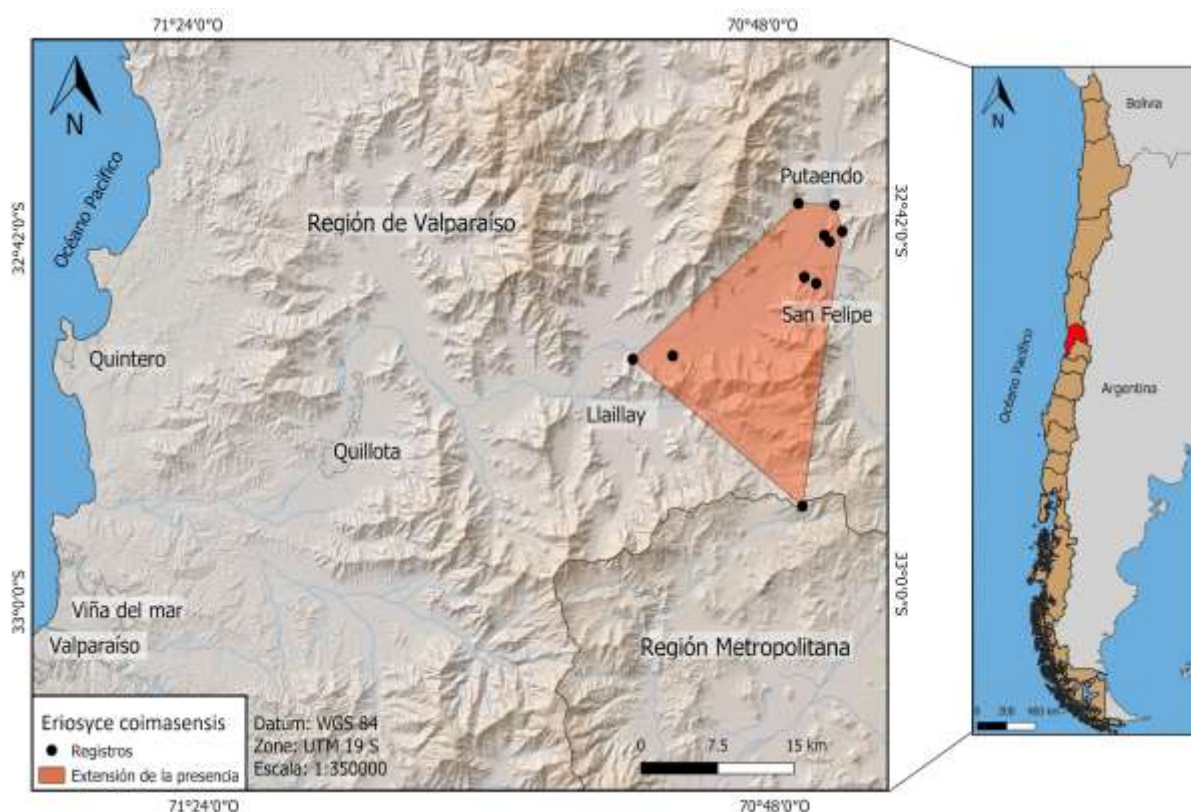 71°24'0"O
70°48'0"O
N
Océano Pacífico
Región de Valparaíso
Putaendo
32°42'0"S
32°42'0"S
San Felipe
Quintero
Llaillay
Quillota
33°0'0"S
33°0'0"S
Viña del mar
Valparaíso
Región Metropolitana
Eriosyce coimasensis
Registros
Extensión de la presencia
Datum: WGS 84
Zone: UTM 19 S
Escala: 1:350000
0 7.5 15 km
71°24'0"O
70°48'0"O
N
Bolivia
Océano Pacífico
Argentina
0